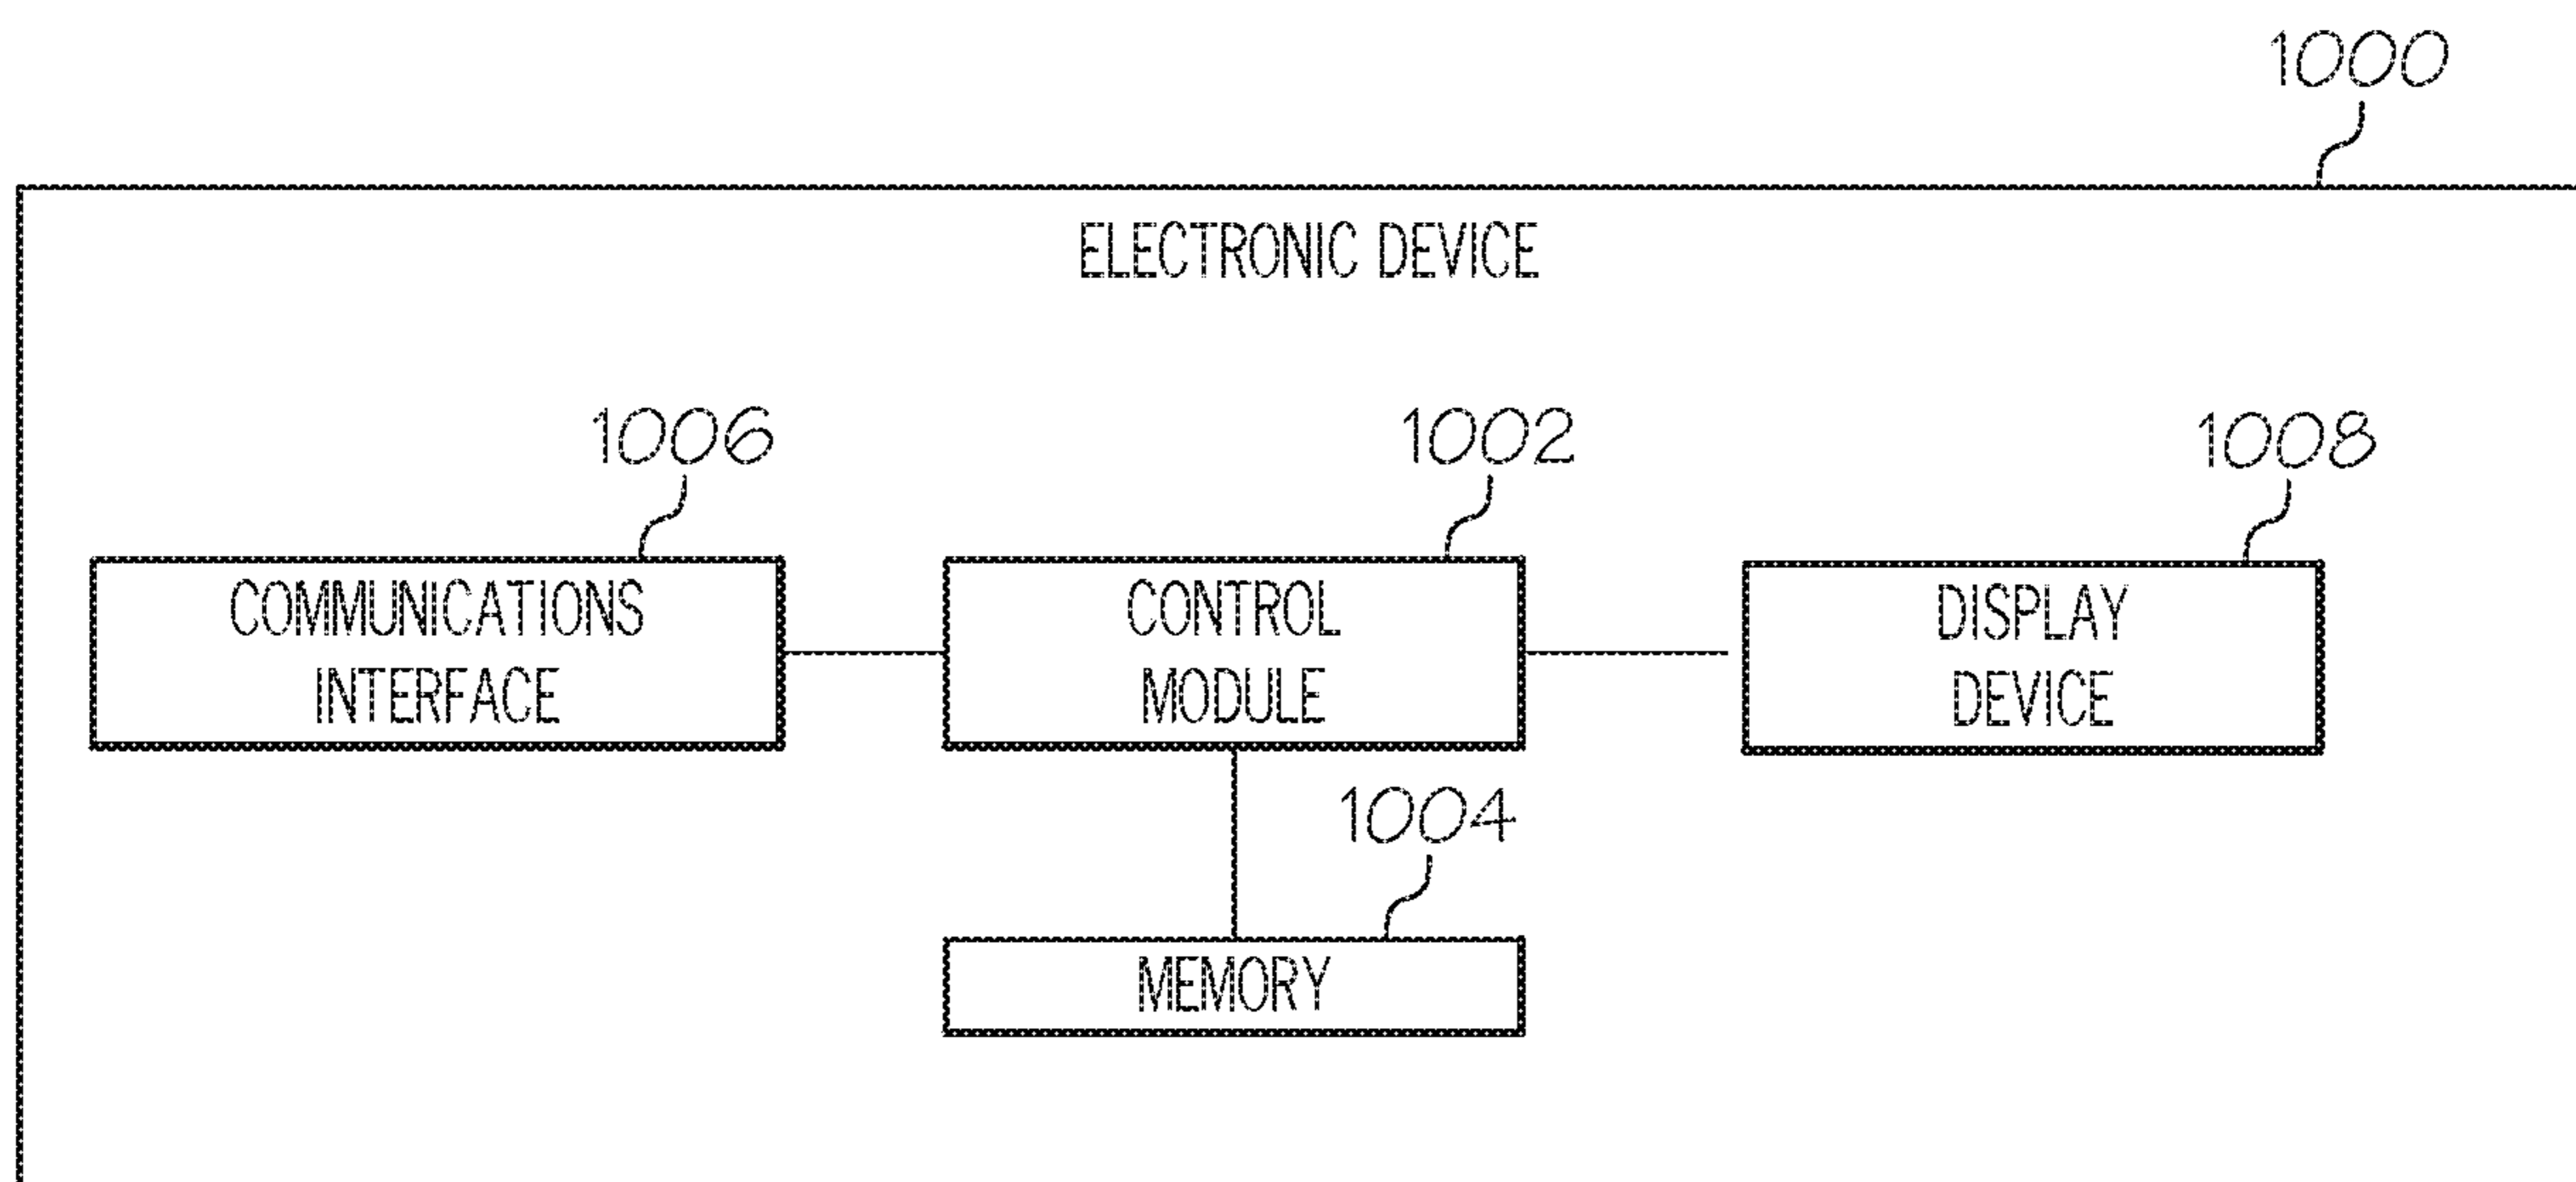 1000
ELECTRONIC DEVICE
1006
1002
1008
COMMUNICATIONS
INTERFACE
CONTROL
MODULE
DISPLAY
DEVICE
1004
MEMORY